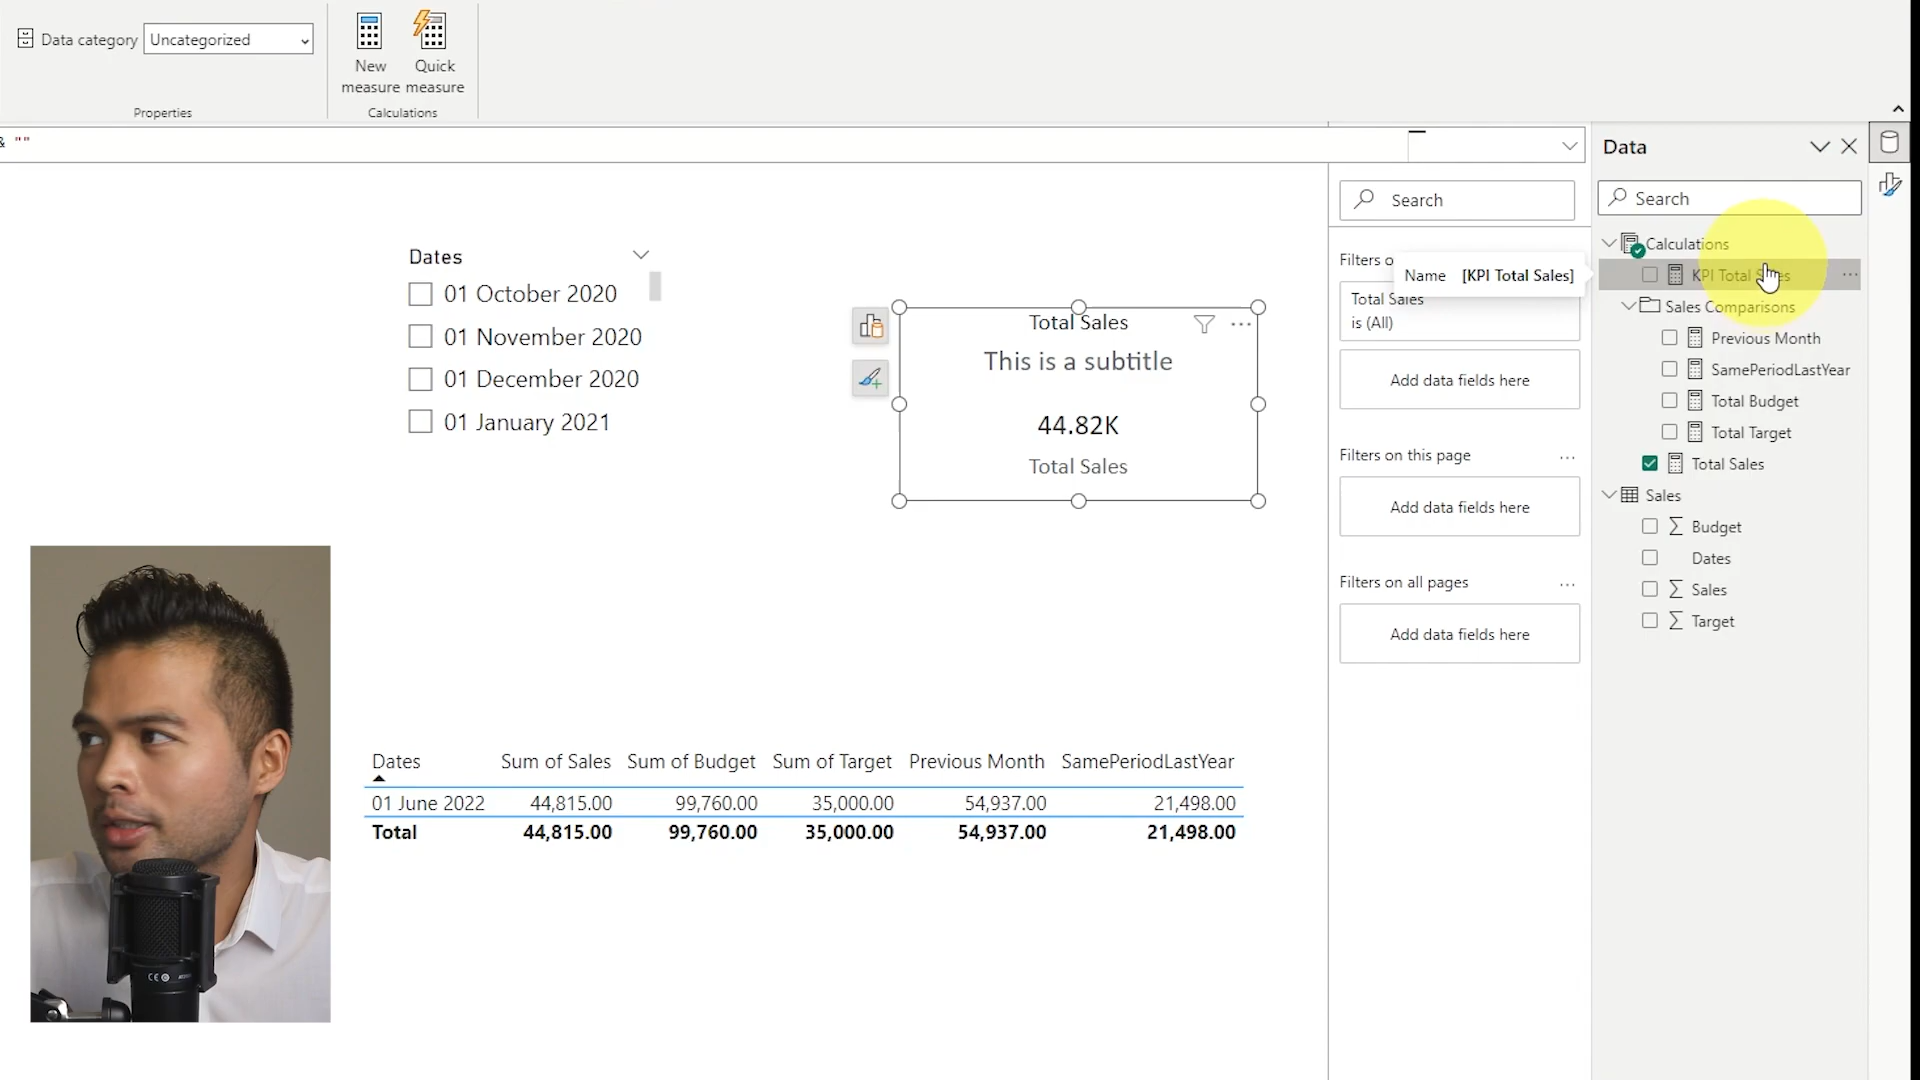 Data category Uncategorized
New measure
Quick measure
Properties
Calculations
& ""
Dates
01 October 2020
01 November 2020
01 December 2020
01 January 2021
Total Sales
This is a subtitle
44.82K
Total Sales
Dates Sum of Sales Sum of Budget Sum of Target Previous Month SamePeriodLastYear
01 June 2022 44,815.00 99,760.00 35,000.00 54,937.00 21,498.00
Total 44,815.00 99,760.00 35,000.00 54,937.00 21,498.00
Search
Filters o
Name [KPI Total Sales]
Total Sales
is (All)
Add data fields here
Filters on this page ...
Add data fields here
Filters on all pages ...
Add data fields here
Data
Search
Calculations
KPI Total Sales ...
Sales Comparisons
Previous Month
SamePeriodLastYear
Total Budget
Total Target
Total Sales
Sales
Budget
Dates
Sales
Target